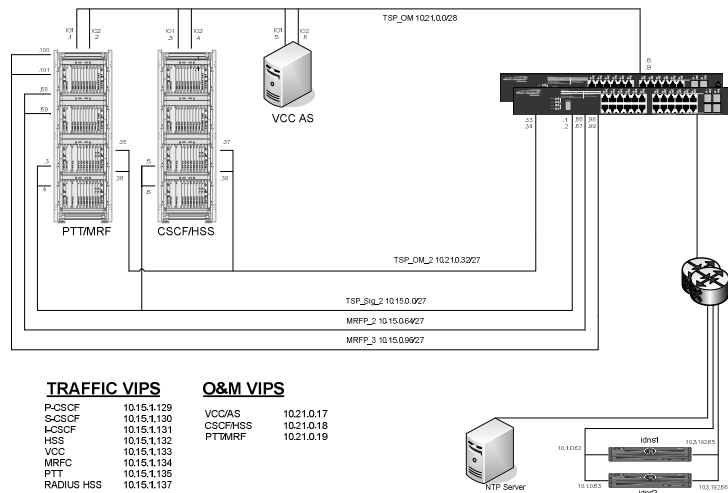 TSP_OM 10.21.0.0/28
IO1 IO2
.1 .2
IO1 IO2
.3 .4
IO1 IO2
.5 .6
.8
.9
.100
.101
.68
.69
.3
.4
.35
.36
.5
.6
.37
.38
VCC AS
.33
.34
.1
.2
.66
.67
.98
.99
PTT/MRF
CSCF/HSS
TSP_OM_2 10.21.0.32/27
TSP_Sig_2 10.15.0.0/27
MRFP_2 10.15.0.64/27
MRFP_3 10.15.0.96/27
TRAFFIC VIPS
P-CSCF 10.15.1.129
S-CSCF 10.15.1.130
I-CSCF 10.15.1.131
HSS 10.15.1.132
VCC 10.15.1.133
MRFC 10.15.1.134
PTT 10.15.1.135
RADIUS HSS 10.15.1.137
O&M VIPS
VCC/AS 10.21.0.17
CSCF/HSS 10.21.0.18
PTT/MRF 10.21.0.19
NTP Server
10.1.0.62
idns1
10.3.192.65
10.1.0.63
idns2
10.3.192.66